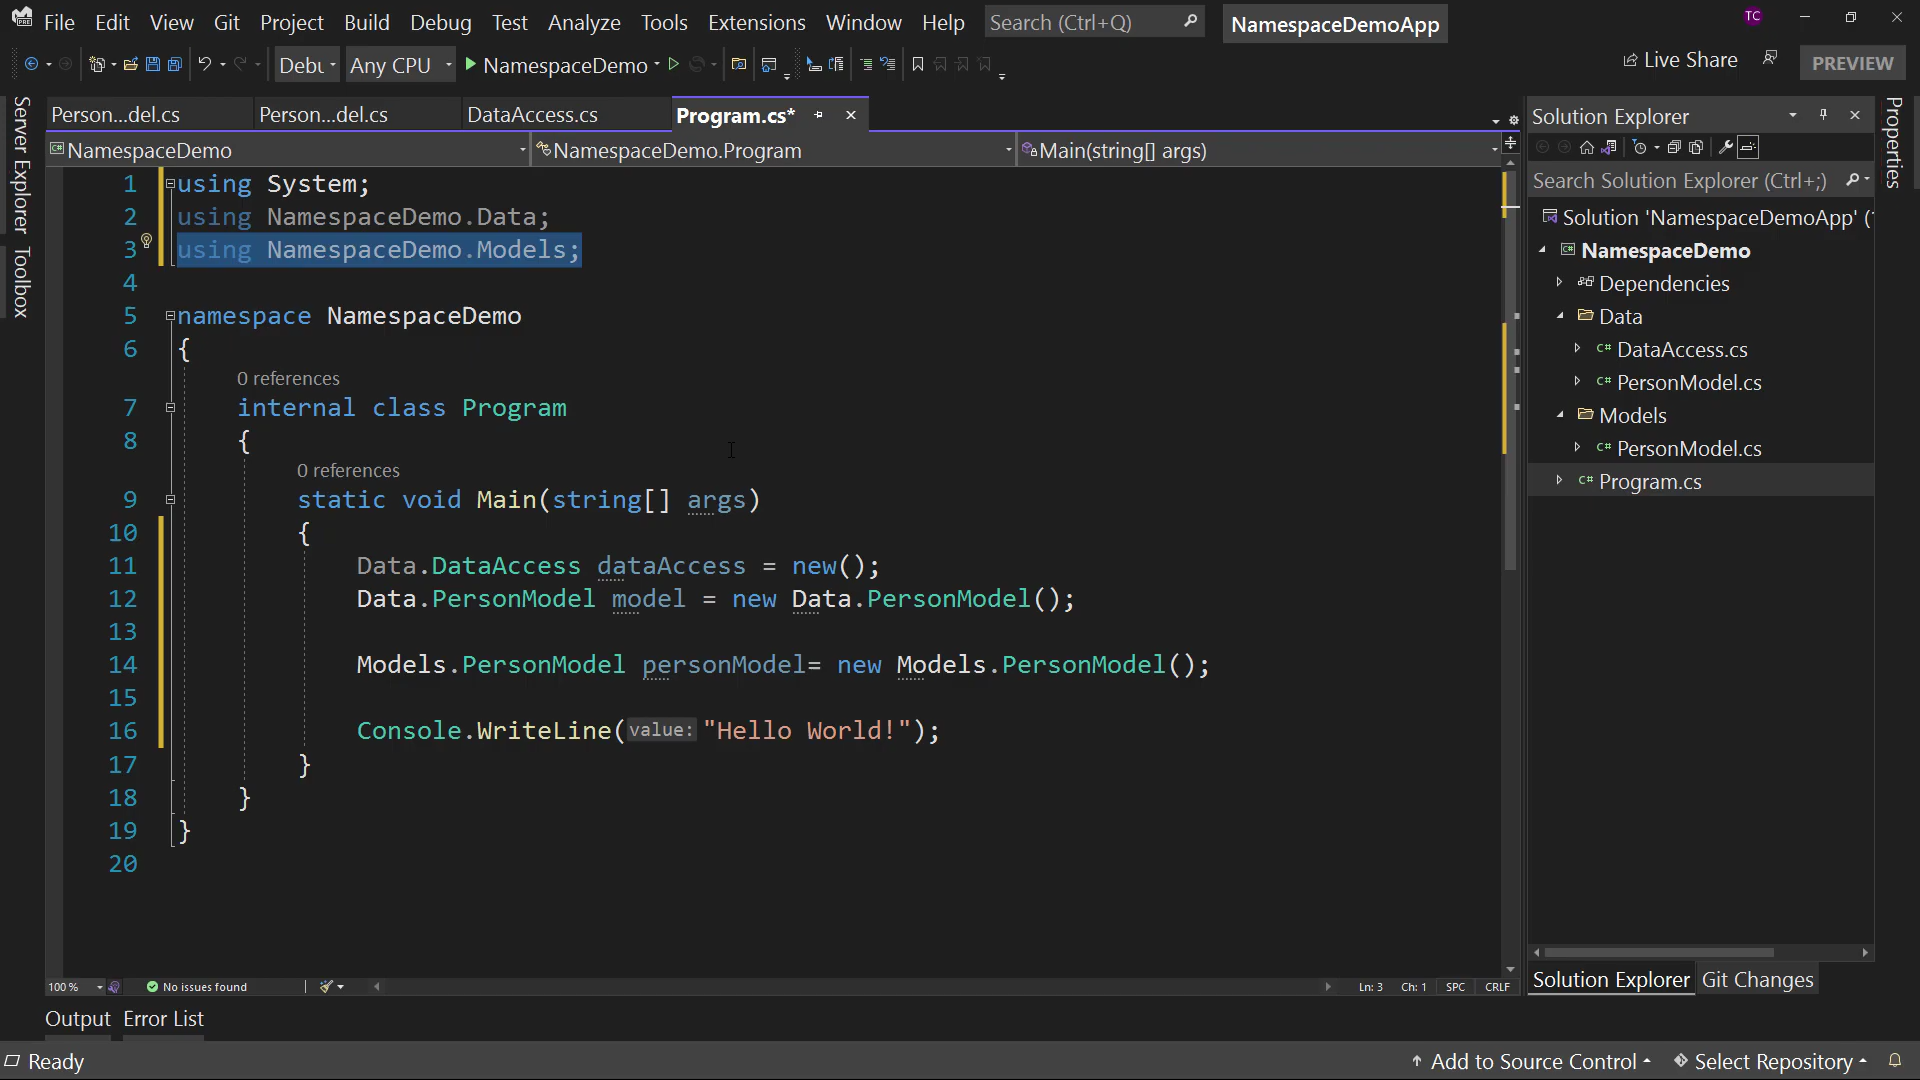 File Edit View Git Project Build Debug Test Analyze Tools Extensions Window Help Search (Ctrl+Q) NamespaceDemoApp TC
Debu Any CPU NamespaceDemo Live Share PREVIEW
Server Explorer
Toolbox
Person...del.cs Person...del.cs DataAccess.cs Program.cs*
NamespaceDemo NamespaceDemo.Program Main(string[] args)
1 using System;
2 using NamespaceDemo.Data;
3 using NamespaceDemo.Models;
4
5 namespace NamespaceDemo
6 {
0 references
7 internal class Program
8 {
0 references
9 static void Main(string[] args)
10 {
11 Data.DataAccess dataAccess = new();
12 Data.PersonModel model = new Data.PersonModel();
13
14 Models.PersonModel personModel= new Models.PersonModel();
15
16 Console.WriteLine(value: "Hello World!");
17 }
18 }
19 }
20
100 % No issues found Ln: 3 Ch: 1 SPC CRLF
Solution Explorer
Search Solution Explorer (Ctrl+;)
Solution 'NamespaceDemoApp' (
NamespaceDemo
Dependencies
Data
DataAccess.cs
PersonModel.cs
Models
PersonModel.cs
Program.cs
Solution Explorer Git Changes
Properties
Output Error List
Ready Add to Source Control Select Repository